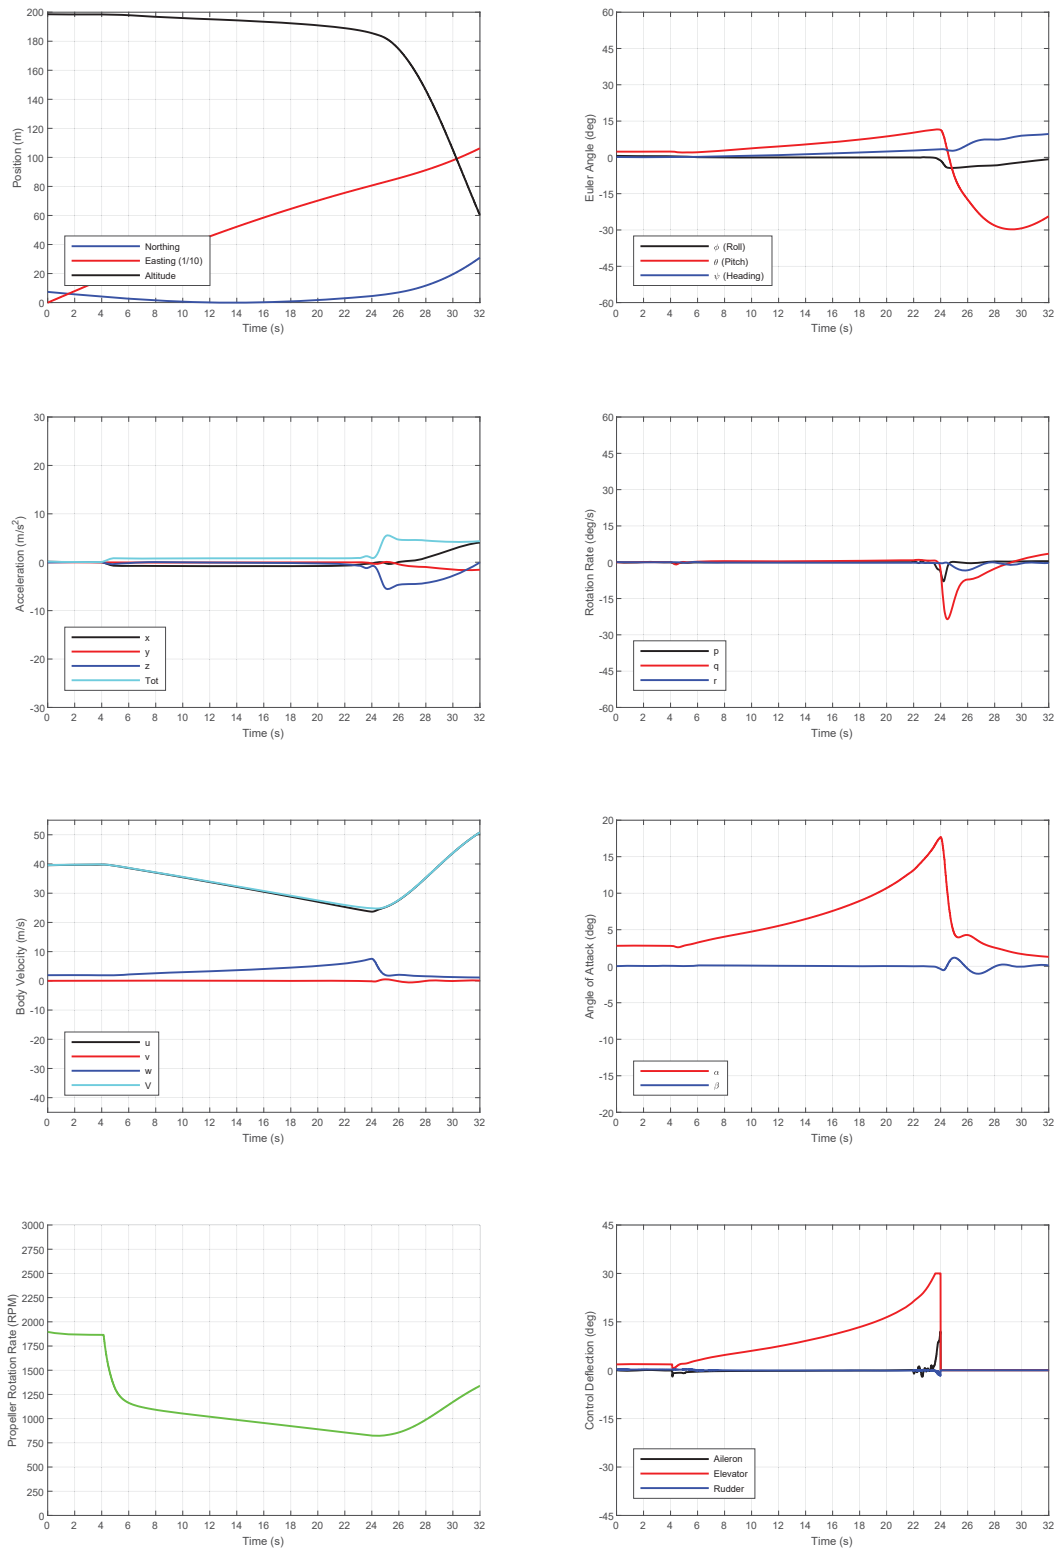 200
180
160
140
120
100
80
60
40
20
0
Position (m)
Northing
Easting (1/10)
Altitude
0 2 4 6 8 10 12 14 16 18 20 22 24 26 28 30 32
Time (s)
60
45
30
15
0
-15
-30
-45
-60
Euler Angle (deg)
ϕ (Roll)
θ (Pitch)
ψ (Heading)
0 2 4 6 8 10 12 14 16 18 20 22 24 26 28 30 32
Time (s)
30
20
10
0
-10
-20
-30
Acceleration (m/s²)
x
y
z
Tot
0 2 4 6 8 10 12 14 16 18 20 22 24 26 28 30 32
Time (s)
60
45
30
15
0
-15
-30
-45
-60
Rotation Rate (deg/s)
p
q
r
0 2 4 6 8 10 12 14 16 18 20 22 24 26 28 30 32
Time (s)
50
40
30
20
10
0
-10
-20
-30
-40
Body Velocity (m/s)
u
v
w
V
0 2 4 6 8 10 12 14 16 18 20 22 24 26 28 30 32
Time (s)
20
15
10
5
0
-5
-10
-15
-20
Angle of Attack (deg)
α
β
0 2 4 6 8 10 12 14 16 18 20 22 24 26 28 30 32
Time (s)
3000
2750
2500
2250
2000
1750
1500
1250
1000
750
500
250
0
Propeller Rotation Rate (RPM)
0 2 4 6 8 10 12 14 16 18 20 22 24 26 28 30 32
Time (s)
45
30
15
0
-15
-30
-45
Control Deflection (deg)
Aileron
Elevator
Rudder
0 2 4 6 8 10 12 14 16 18 20 22 24 26 28 30 32
Time (s)